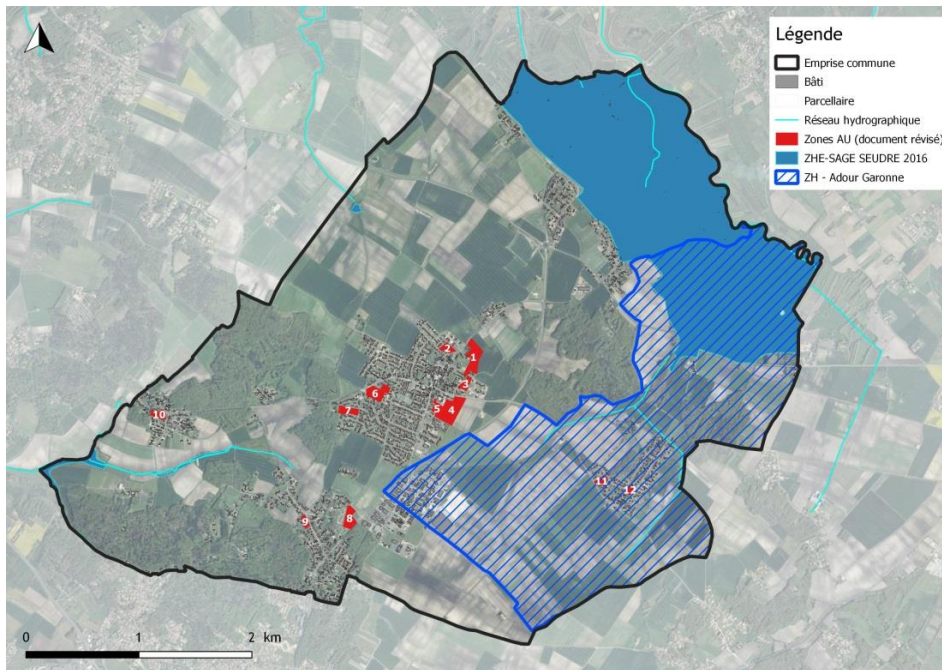 Légende
Emprise commune
Bâti
Parcellaire
Réseau hydrographique
Zones AU (document révisé)
ZHE-SAGE SEUDRE 2016
ZH - Adour Garonne
2
1
3
6
7
5 4
10
11
12
8
9
0 1 2 km